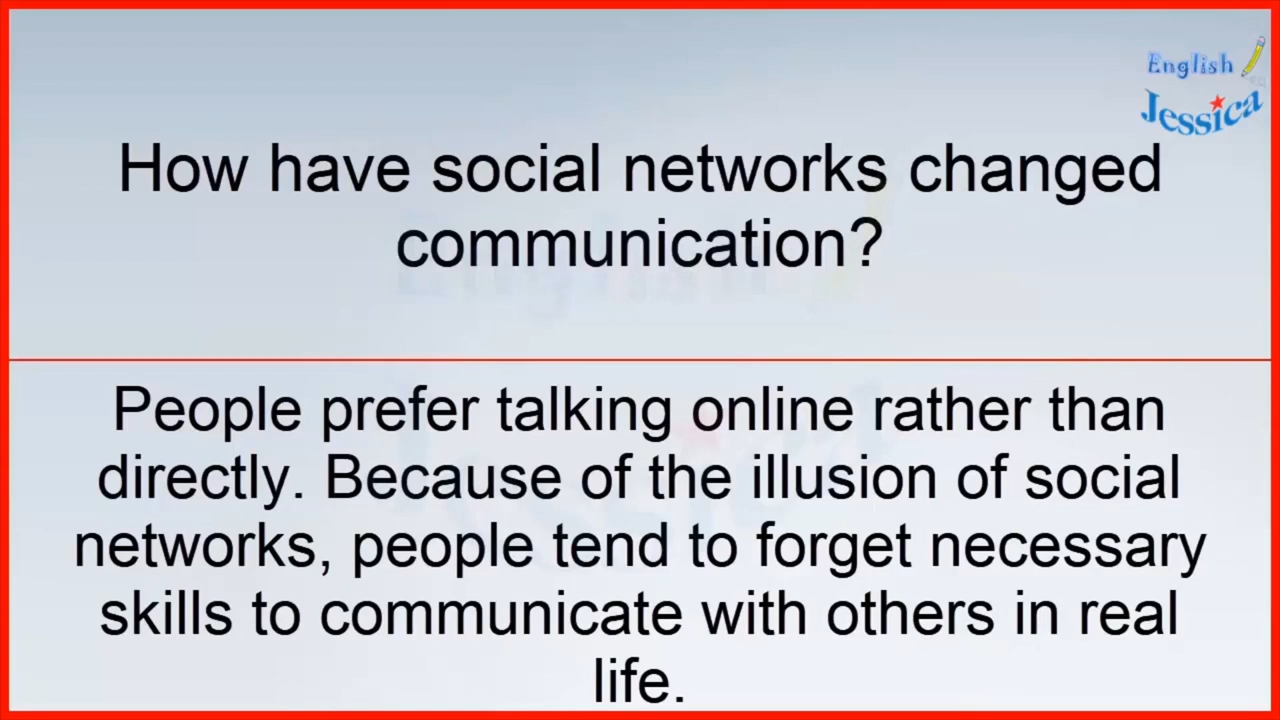 English
Jessica
How have social networks changed
communication?
People prefer talking online rather than
directly. Because of the illusion of social
networks, people tend to forget necessary
skills to communicate with others in real
life.